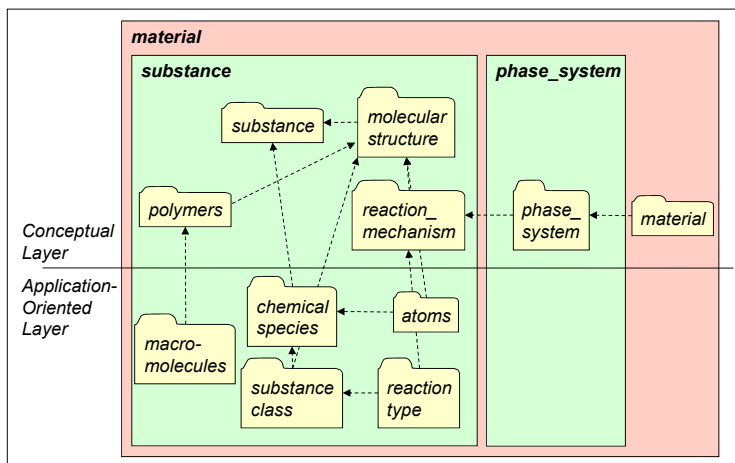 material
substance
phase_system
substance
molecular
structure
polymers
reaction_
mechanism
phase_
system
material
Conceptual
Layer
Application-
Oriented
Layer
chemical
species
atoms
macro-
molecules
substance
class
reaction
type